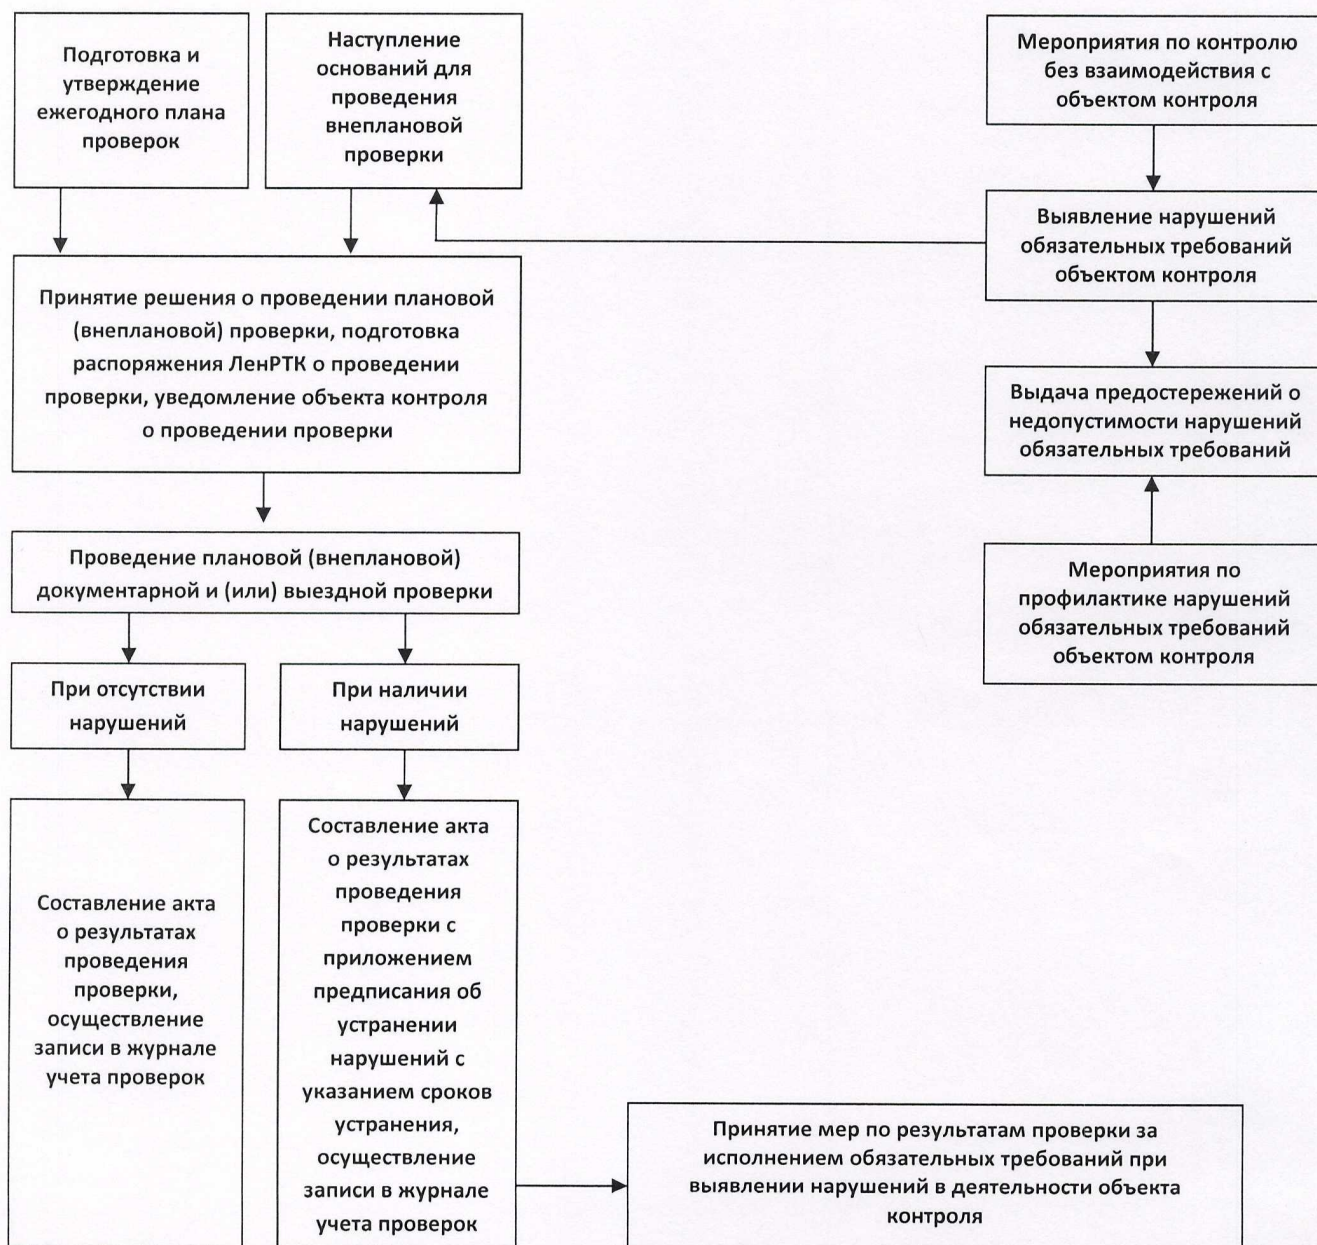 Подготовка и
утверждение
ежегодного плана
проверок
Наступление
оснований для
проведения
внеплановой
проверки
Мероприятия по контролю
без взаимодействия с
объектом контроля
Выявление нарушений
обязательных требований
объектом контроля
Принятие решения о проведении плановой
(внеплановой) проверки, подготовка
распоряжения ЛенРТК о проведении
проверки, уведомление объекта контроля
о проведении проверки
Выдача предостережений о
недопустимости нарушений
обязательных требований
Проведение плановой (внеплановой)
документарной и (или) выездной проверки
Мероприятия по
профилактике нарушений
обязательных требований
объектом контроля
При отсутствии
нарушений
При наличии
нарушений
Составление акта
о результатах
проведения
проверки,
осуществление
записи в журнале
учета проверок
Составление акта
о результатах
проведения
проверки с
приложением
предписания об
устранении
нарушений с
указанием сроков
устранения,
осуществление
записи в журнале
учета проверок
Принятие мер по результатам проверки за
исполнением обязательных требований при
выявлении нарушений в деятельности объекта
контроля